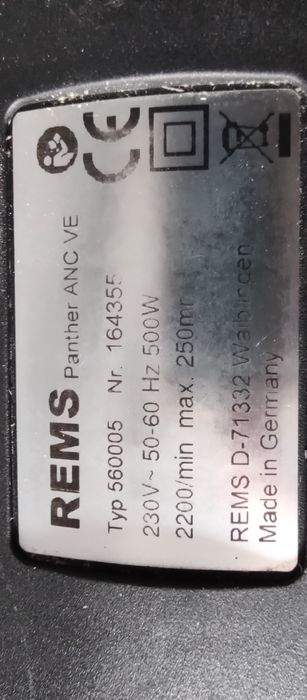 REMS Panther ANC VE
Typ 560005 Nr. 164355
230V~ 50-60 Hz 500W
2200/min max. 250mm
REMS D-71332 Waiblingen
Made in Germany